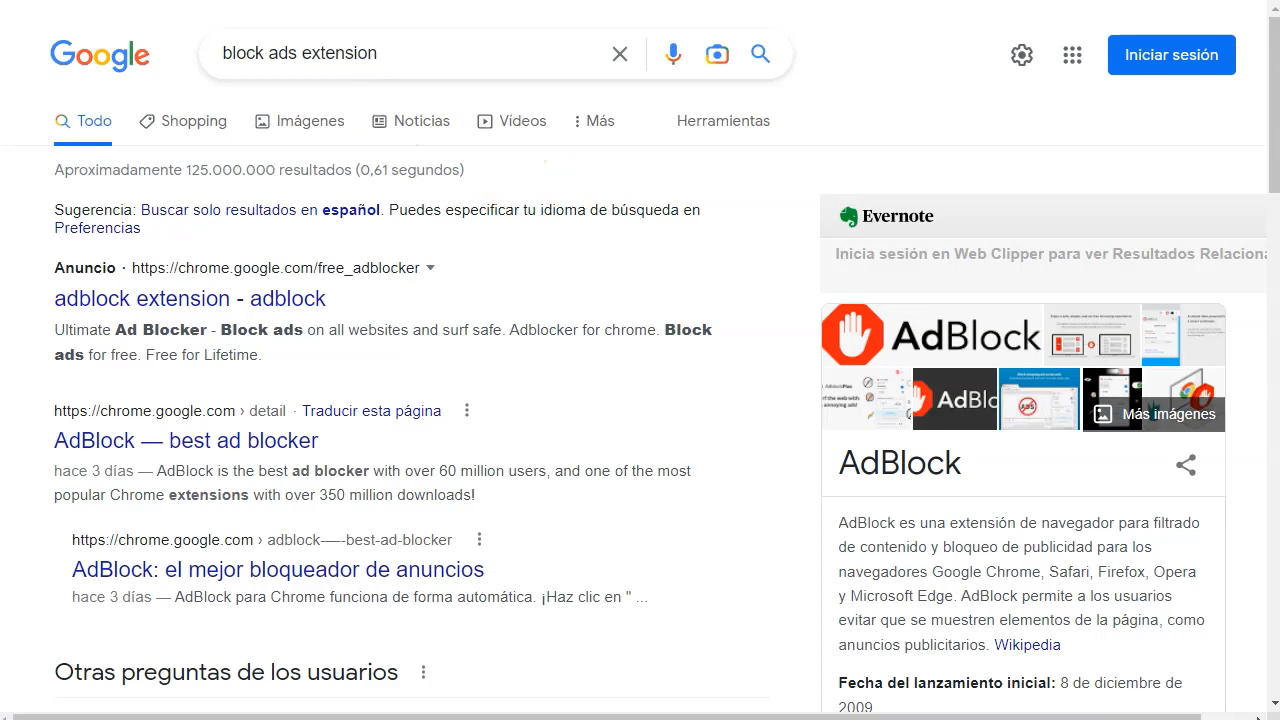 Google
block ads extension
Iniciar sesión
Todo
Shopping
Imágenes
Noticias
Vídeos
Más
Herramientas
Aproximadamente 125.000.000 resultados (0,61 segundos)
Sugerencia: Buscar solo resultados en español. Puedes especificar tu idioma de búsqueda en
Preferencias
Anuncio · https://chrome.google.com/free_adblocker
adblock extension - adblock
Ultimate Ad Blocker - Block ads on all websites and surf safe. Adblocker for chrome. Block
ads for free. Free for Lifetime.
https://chrome.google.com › detail · Traducir esta página
AdBlock — best ad blocker
hace 3 días — AdBlock is the best ad blocker with over 60 million users, and one of the most
popular Chrome extensions with over 350 million downloads!
https://chrome.google.com › adblock-—-best-ad-blocker
AdBlock: el mejor bloqueador de anuncios
hace 3 días — AdBlock para Chrome funciona de forma automática. ¡Haz clic en " ...
Otras preguntas de los usuarios
Evernote
Inicia sesión en Web Clipper para ver Resultados Relaciona
AdBlock
AdBl
ABS
Más imágenes
AdBlock
AdBlock es una extensión de navegador para filtrado
de contenido y bloqueo de publicidad para los
navegadores Google Chrome, Safari, Firefox, Opera
y Microsoft Edge. AdBlock permite a los usuarios
evitar que se muestren elementos de la página, como
anuncios publicitarios. Wikipedia
Fecha del lanzamiento inicial: 8 de diciembre de
2009